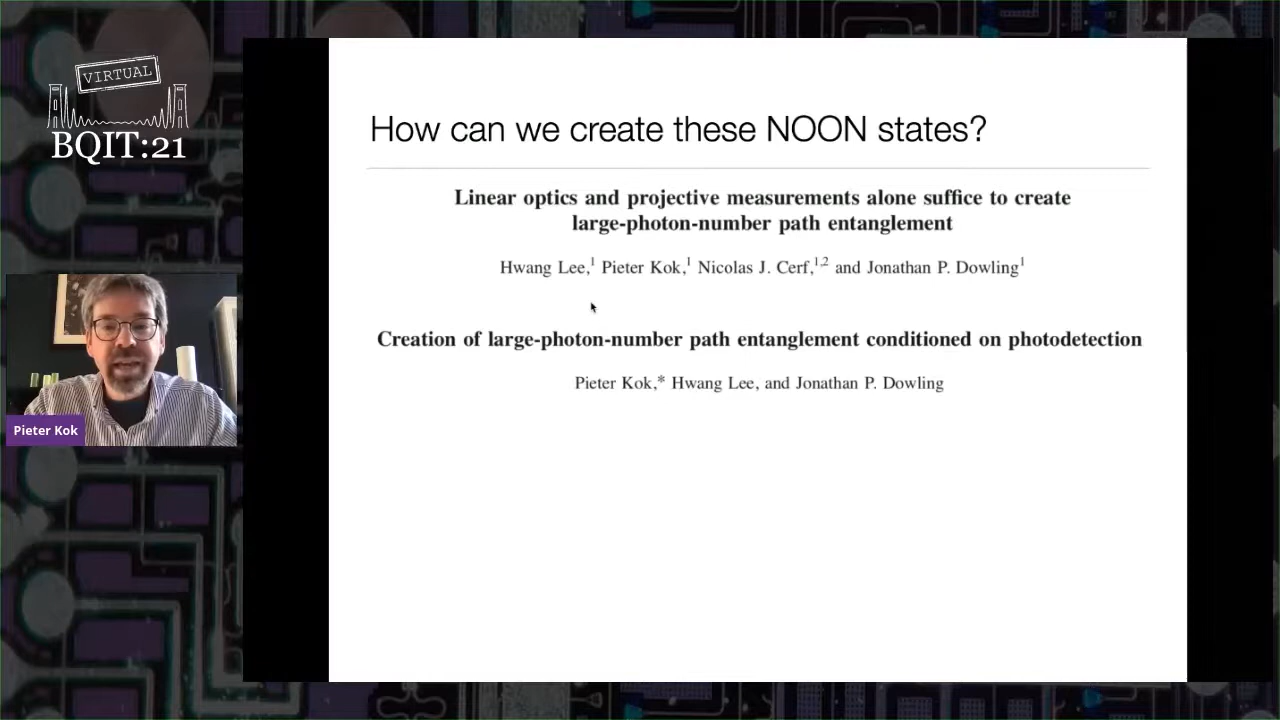 VIRTUAL
BQIT:21
How can we create these NOON states?
Linear optics and projective measurements alone suffice to create
large-photon-number path entanglement
Hwang Lee,1 Pieter Kok,1 Nicolas J. Cerf,1,2 and Jonathan P. Dowling1
Creation of large-photon-number path entanglement conditioned on photodetection
Pieter Kok,* Hwang Lee, and Jonathan P. Dowling
Pieter Kok